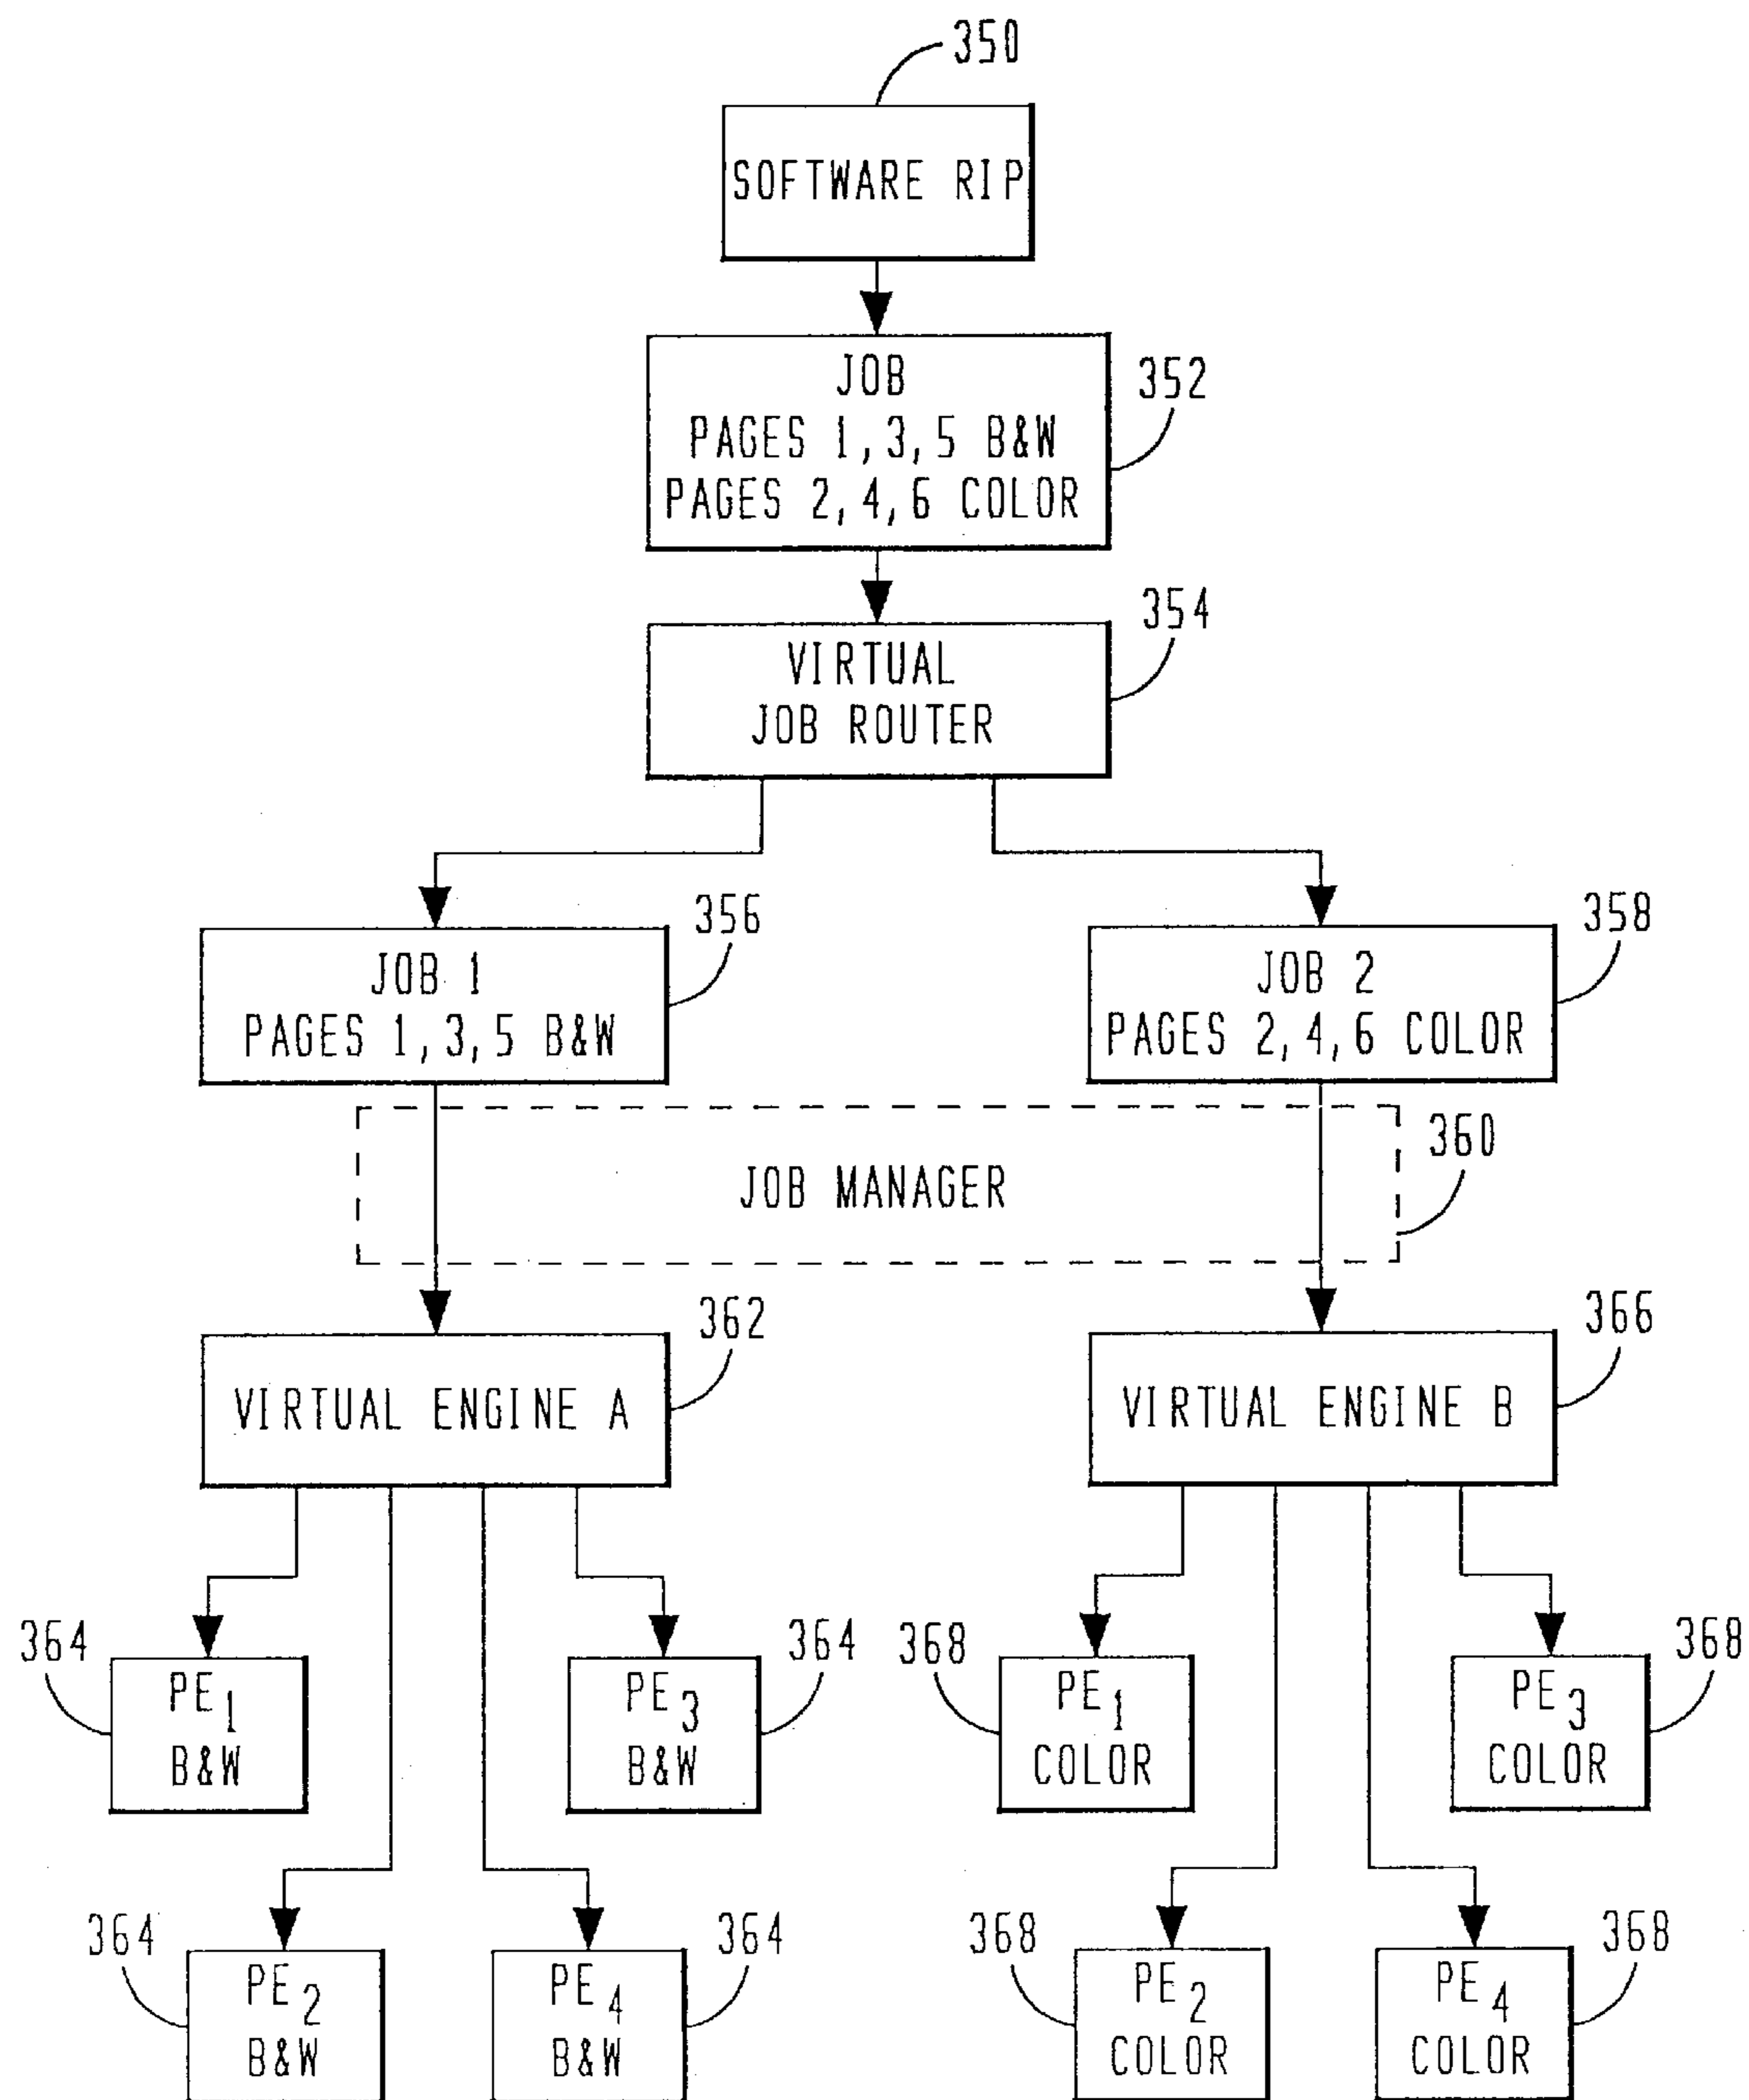 350
SOFTWARE RIP
JOB
PAGES 1,3,5 B&W
PAGES 2,4,6 COLOR
352
VIRTUAL
JOB ROUTER
354
JOB 1
PAGES 1,3,5 B&W
356
JOB 2
PAGES 2,4,6 COLOR
358
JOB MANAGER
360
VIRTUAL ENGINE A
362
VIRTUAL ENGINE B
366
364
PE1
B&W
PE3
B&W
364
368
PE1
COLOR
PE3
COLOR
368
364
PE2
B&W
PE4
B&W
364
368
PE2
COLOR
PE4
COLOR
368